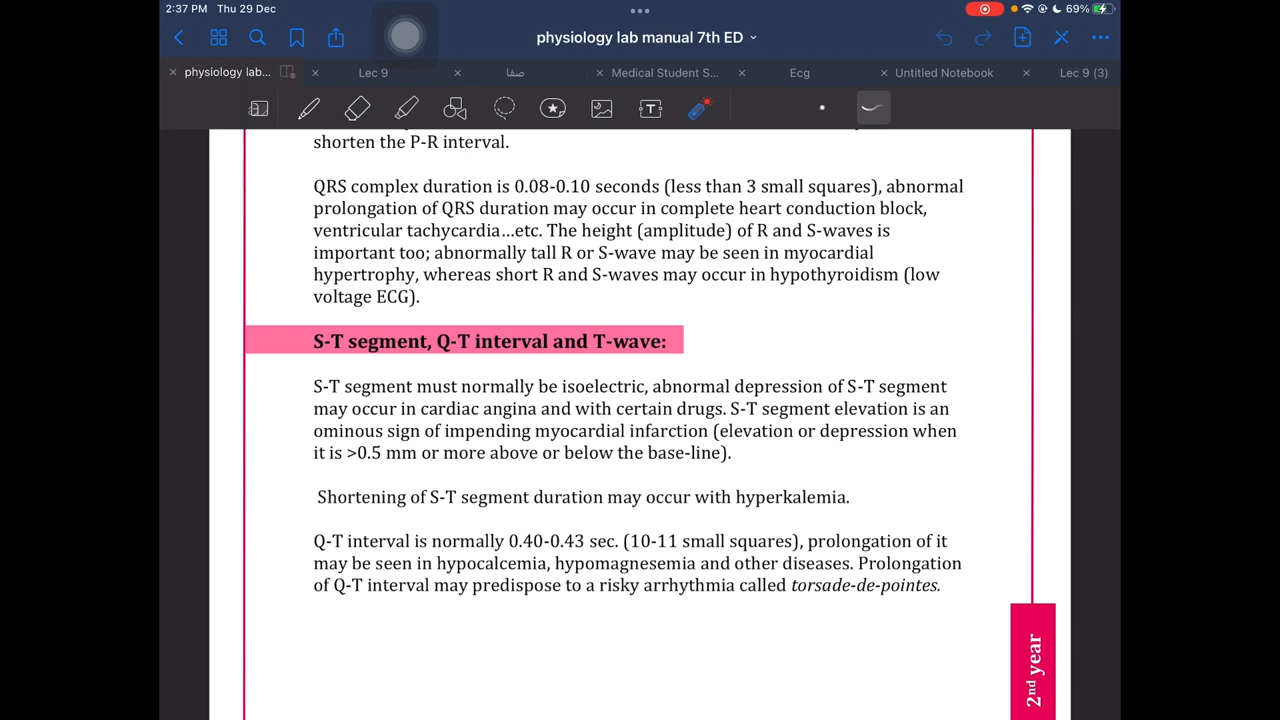 2:37 PM Thu 29 Dec
69%
physiology lab manual 7th ED
physiology lab...
Lec 9
صفا
Medical Student S...
Ecg
Untitled Notebook
Lec 9 (3)
shorten the P-R interval.
QRS complex duration is 0.08-0.10 seconds (less than 3 small squares), abnormal
prolongation of QRS duration may occur in complete heart conduction block,
ventricular tachycardia…etc. The height (amplitude) of R and S-waves is
important too; abnormally tall R or S-wave may be seen in myocardial
hypertrophy, whereas short R and S-waves may occur in hypothyroidism (low
voltage ECG).
S-T segment, Q-T interval and T-wave:
S-T segment must normally be isoelectric, abnormal depression of S-T segment
may occur in cardiac angina and with certain drugs. S-T segment elevation is an
ominous sign of impending myocardial infarction (elevation or depression when
it is >0.5 mm or more above or below the base-line).
Shortening of S-T segment duration may occur with hyperkalemia.
Q-T interval is normally 0.40-0.43 sec. (10-11 small squares), prolongation of it
may be seen in hypocalcemia, hypomagnesemia and other diseases. Prolongation
of Q-T interval may predispose to a risky arrhythmia called torsade-de-pointes.
2nd year